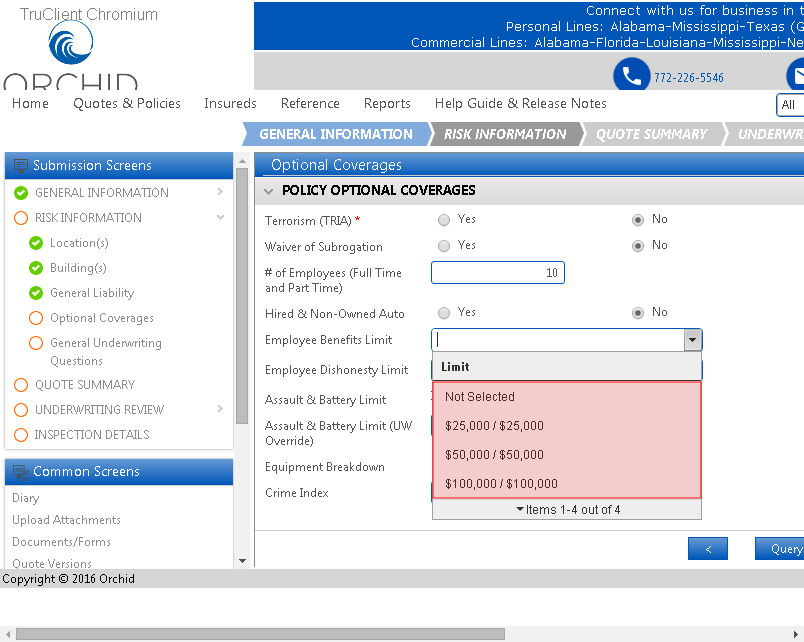 TruClient Chromium
Connect with us for business in t
Personal Lines: Alabama-Mississippi-Texas (G
Commercial Lines: Alabama-Florida-Louisiana-Mississippi-Ne
ORCHID
772-226-5546
Home Quotes & Policies Insureds Reference Reports Help Guide & Release Notes All
GENERAL INFORMATION RISK INFORMATION QUOTE SUMMARY UNDERWR
Submission Screens
GENERAL INFORMATION
RISK INFORMATION
Location(s)
Building(s)
General Liability
Optional Coverages
General Underwriting
Questions
QUOTE SUMMARY
UNDERWRITING REVIEW
INSPECTION DETAILS
Common Screens
Diary
Upload Attachments
Documents/Forms
Quote Versions
Optional Coverages
POLICY OPTIONAL COVERAGES
Terrorism (TRIA) * Yes No
Waiver of Subrogation Yes No
# of Employees (Full Time
and Part Time) 10
Hired & Non-Owned Auto Yes No
Employee Benefits Limit
Employee Dishonesty Limit
Assault & Battery Limit
Assault & Battery Limit (UW
Override)
Equipment Breakdown
Crime Index
Limit
Not Selected
$25,000 / $25,000
$50,000 / $50,000
$100,000 / $100,000
Items 1-4 out of 4
< Query
Copyright © 2016 Orchid